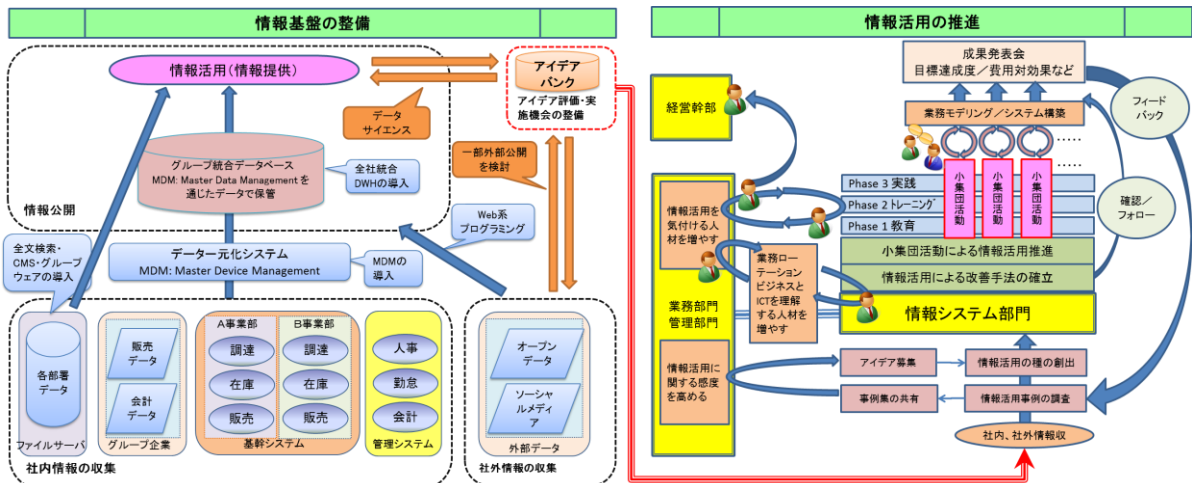 情報基盤の整備
情報活用(情報提供)
アイデア
バンク
アイデア評価・実
施機会の整備
データ
サイエンス
一部外部公開
を検討
グループ統合データベース
MDM: Master Data Managementを
通じたデータで保管
全社統合
DWHの導入
情報公開
Web系
プログラミング
全文検索・
CMS・グループ
ウェアの導入
データ一元化システム
MDM: Master Device Management
MDMの
導入
各部署
データ
ファイルサーバ
販売
データ
会計
データ
グループ企業
A事業部
調達
在庫
販売
B事業部
調達
在庫
販売
基幹システム
人事
勤怠
会計
管理システム
社内情報の収集
オープン
データ
ソーシャ
ルメディ
ア
外部データ
社外情報の収集
情報活用の推進
成果発表会
目標達成度/費用対効果など
フィード
バック
経営幹部
業務モデリング/システム構築
……
……
小集団活動
小集団活動
小集団活動
Phase 3 実践
Phase 2 トレーニング
Phase 1 教育
確認/
フォロー
情報活用を
気付ける人
材を増やす
小集団活動による情報活用推進
情報活用による改善手法の確立
業務ロー
テーション
ビジネスと
ICTを理解
する人材を
増やす
業務部門
管理部門
情報システム部門
情報活用に
関する感度
を高める
アイデア募集
情報活用の種の創出
事例集の共有
情報活用事例の調査
社内、社外情報収